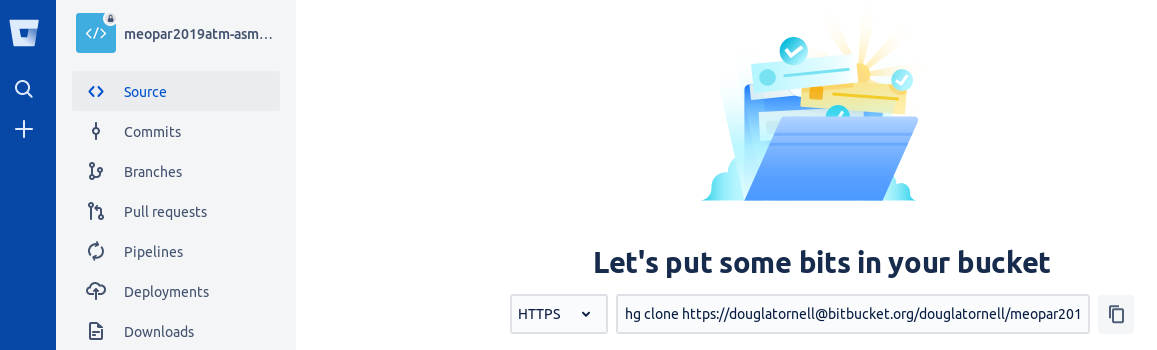 meopar2019atm-asm...
Source
Commits
Branches
Pull requests
Pipelines
Deployments
Downloads
Let's put some bits in your bucket
HTTPS
hg clone https://douglatornell@bitbucket.org/douglatornell/meopar201